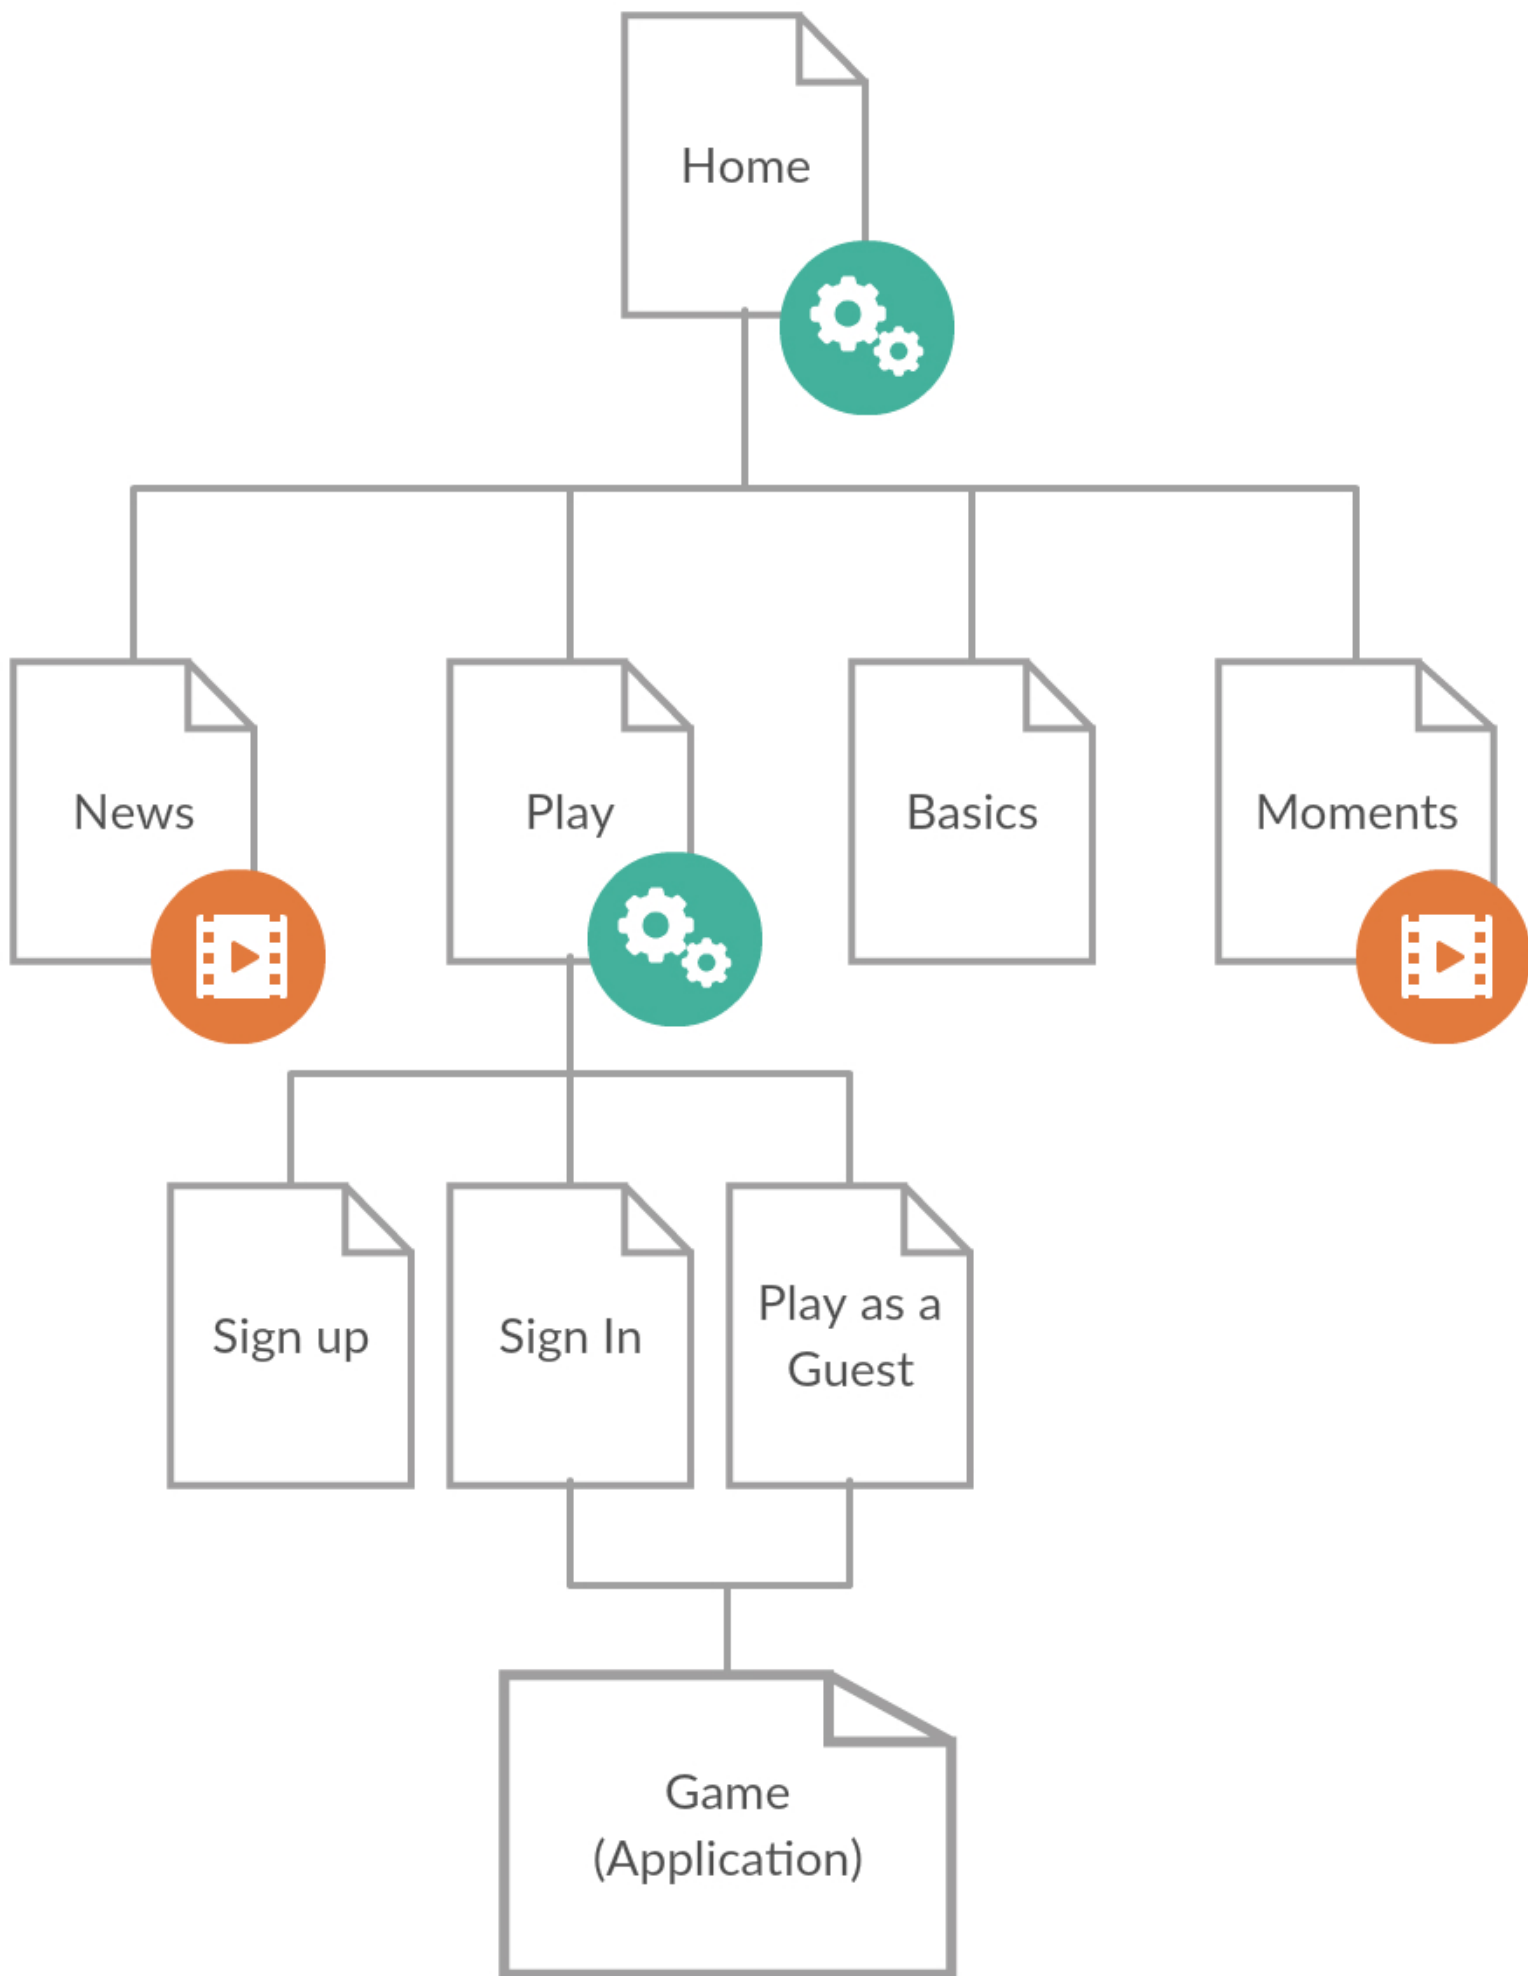 Home
News
Play
Basics
Moments
Sign up
Sign In
Play as a
Guest
Game
(Application)